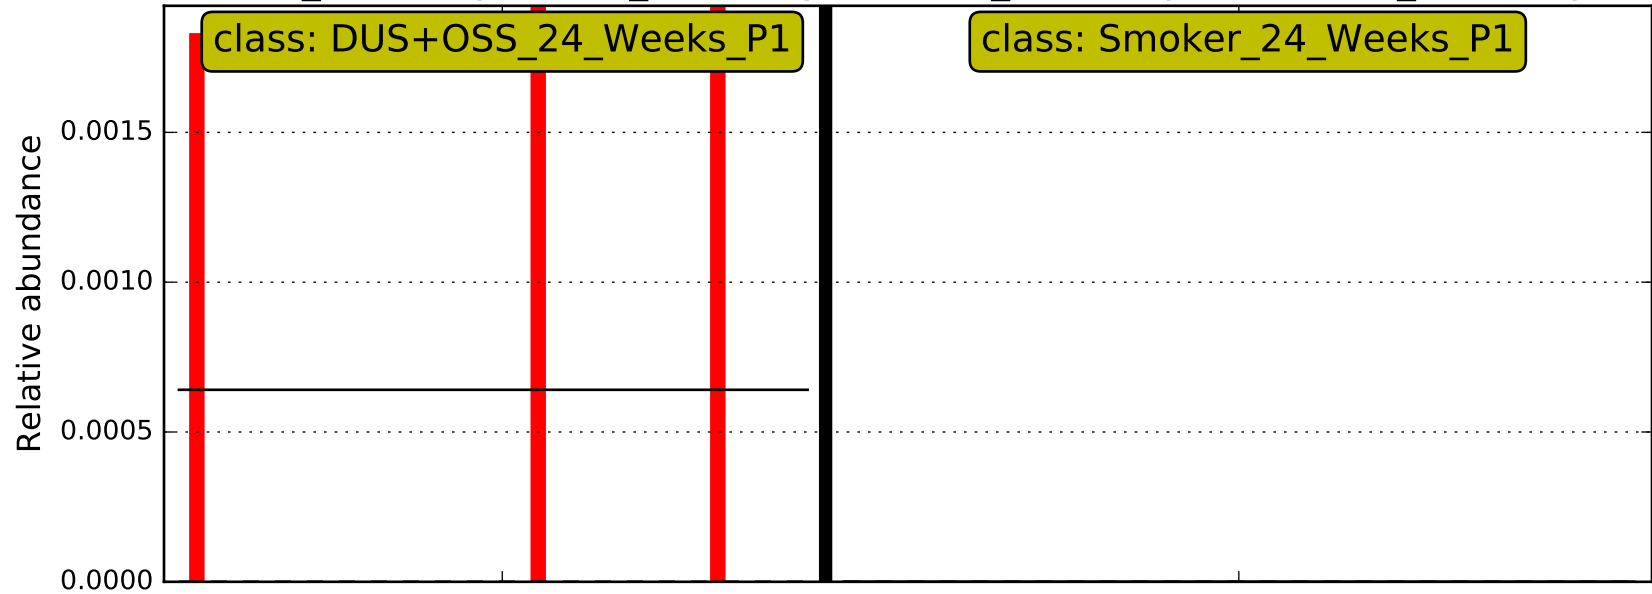 class: DUS+OSS_24_Weeks_P1
class: Smoker_24_Weeks_P1
Relative abundance
0.0015
0.0010
0.0005
0.0000